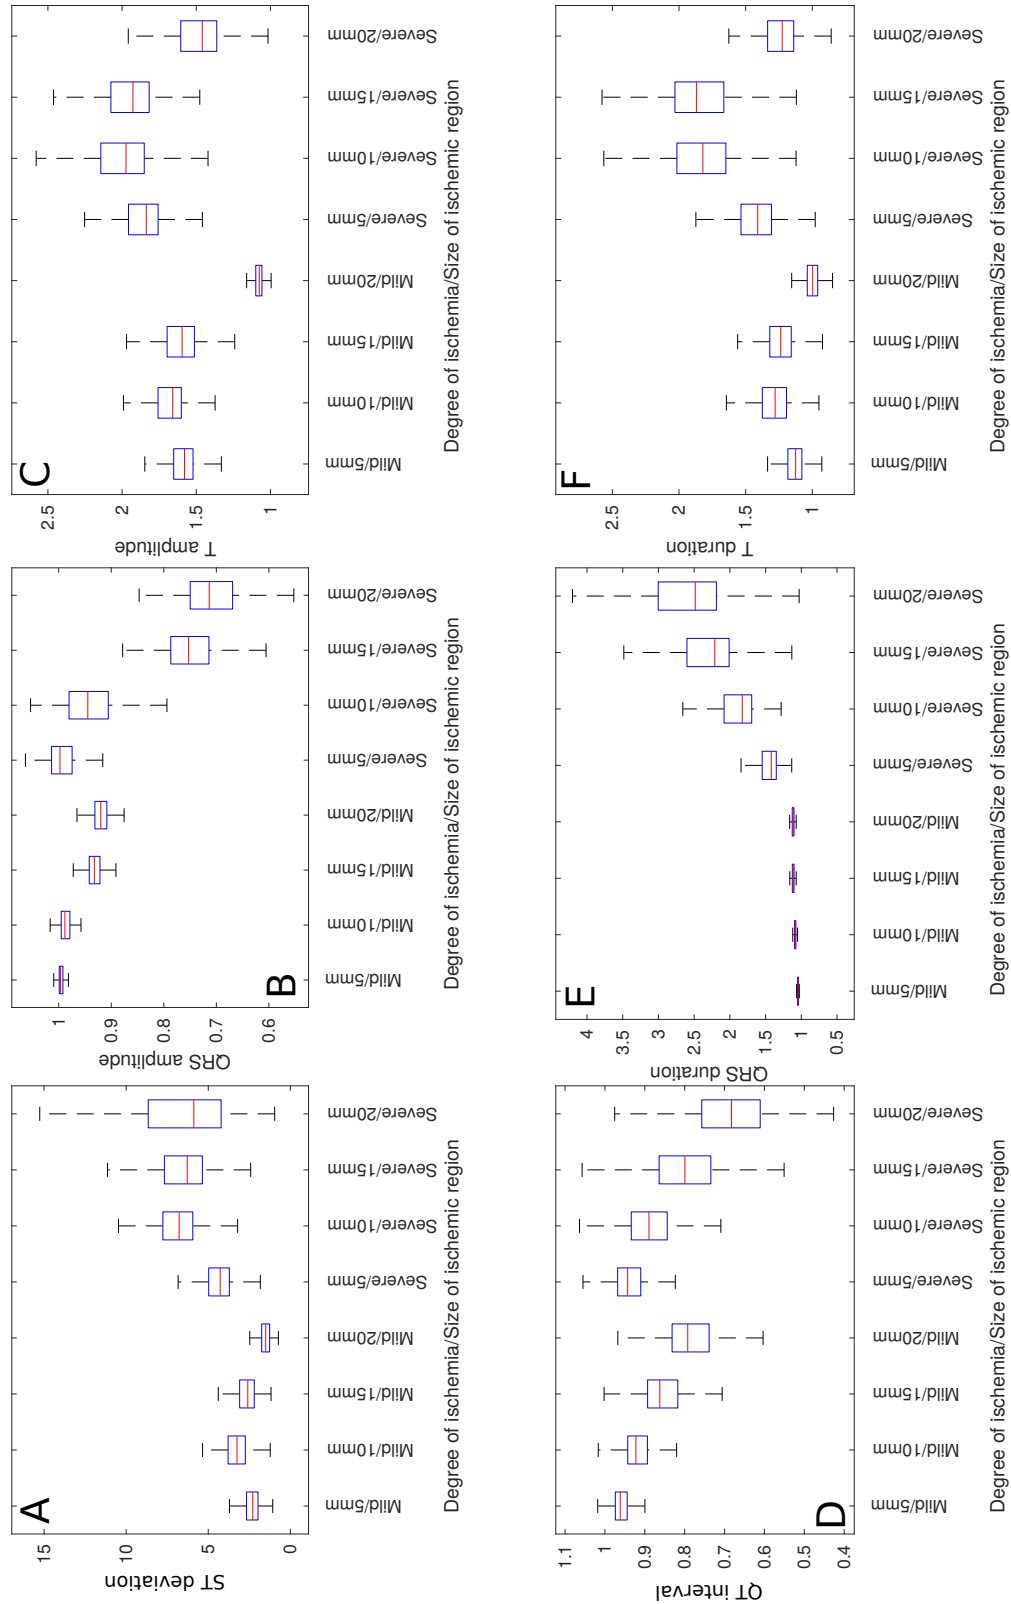 A
ST deviation
15
10
5
0
Mild/5mm
Mild/10mm
Mild/15mm
Mild/20mm
Severe/5mm
Severe/10mm
Severe/15mm
Severe/20mm
Degree of ischemia/Size of ischemic region
B
QRS amplitude
1
0.9
0.8
0.7
0.6
Mild/5mm
Mild/10mm
Mild/15mm
Mild/20mm
Severe/5mm
Severe/10mm
Severe/15mm
Severe/20mm
Degree of ischemia/Size of ischemic region
C
T amplitude
2.5
2
1.5
1
Mild/5mm
Mild/10mm
Mild/15mm
Mild/20mm
Severe/5mm
Severe/10mm
Severe/15mm
Severe/20mm
Degree of ischemia/Size of ischemic region
D
QT interval
1.1
1
0.9
0.8
0.7
0.6
0.5
0.4
Mild/5mm
Mild/10mm
Mild/15mm
Mild/20mm
Severe/5mm
Severe/10mm
Severe/15mm
Severe/20mm
Degree of ischemia/Size of ischemic region
E
QRS duration
4
3.5
3
2.5
2
1.5
1
0.5
Mild/5mm
Mild/10mm
Mild/15mm
Mild/20mm
Severe/5mm
Severe/10mm
Severe/15mm
Severe/20mm
Degree of ischemia/Size of ischemic region
F
T duration
2.5
2
1.5
1
Mild/5mm
Mild/10mm
Mild/15mm
Mild/20mm
Severe/5mm
Severe/10mm
Severe/15mm
Severe/20mm
Degree of ischemia/Size of ischemic region